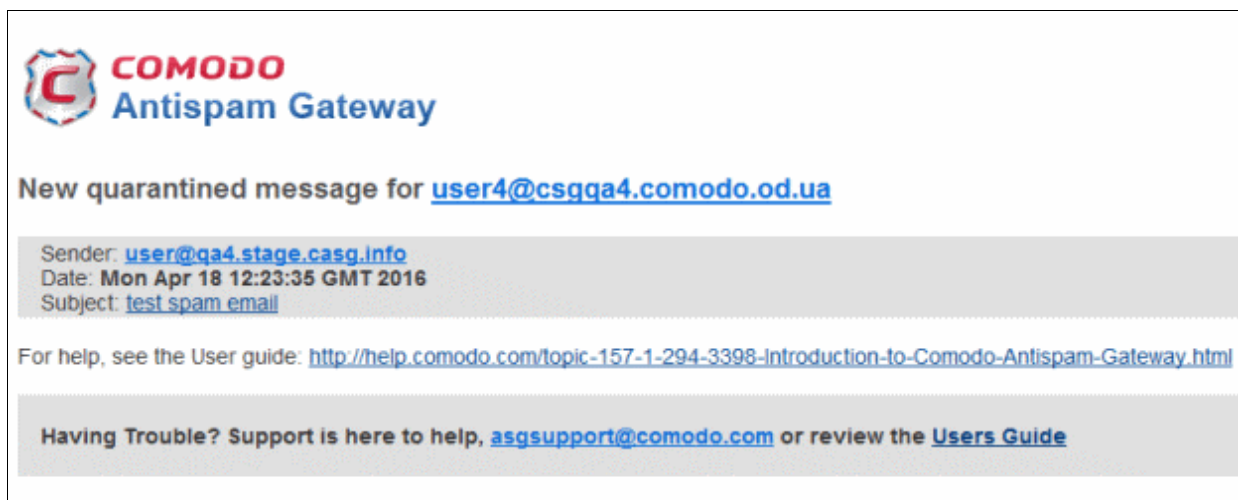 C COMODO
Antispam Gateway
New quarantined message for user4@csgqa4.comodo.od.ua
Sender: user@qa4.stage.casg.info
Date: Mon Apr 18 12:23:35 GMT 2016
Subject: test spam email
For help, see the User guide: http://help.comodo.com/topic-157-1-294-3398-Introduction-to-Comodo-Antispam-Gateway.html
Having Trouble? Support is here to help, asgsupport@comodo.com or review the Users Guide